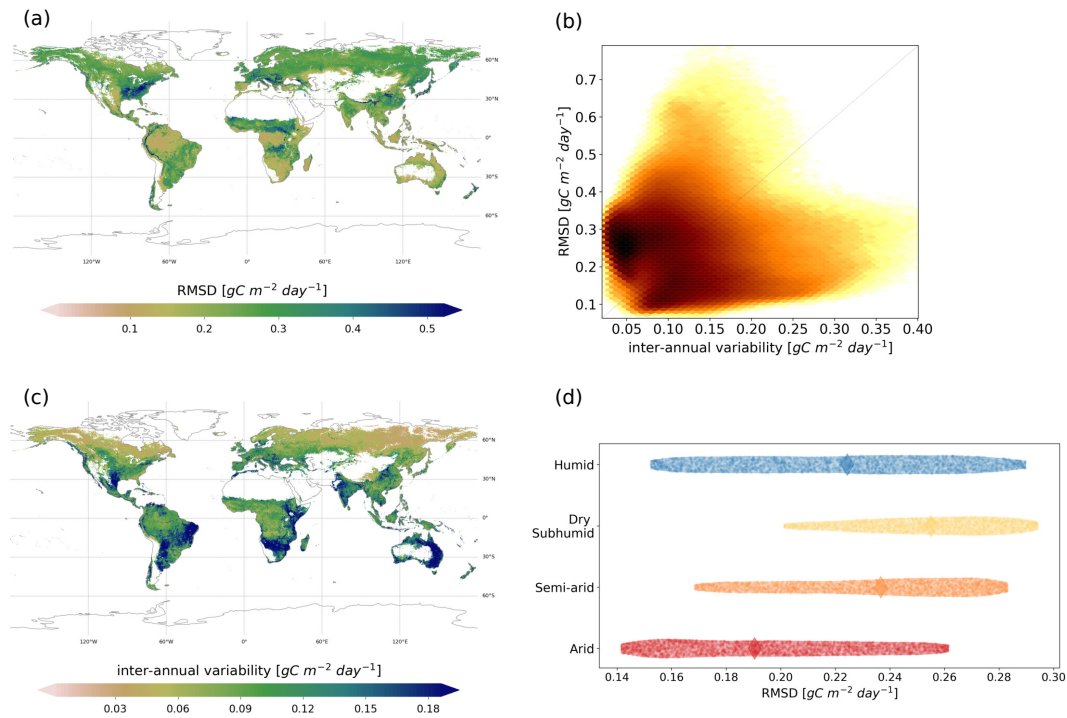 (a)
60°N
30°N
0°
30°S
60°S
120°W
60°W
0°
60°E
120°E
RMSD [gC m⁻² day⁻¹]
0.1
0.2
0.3
0.4
0.5
(b)
RMSD [gC m⁻² day⁻¹]
0.7
0.6
0.5
0.4
0.3
0.2
0.1
0.05
0.10
0.15
0.20
0.25
0.30
0.35
0.40
inter-annual variability [gC m⁻² day⁻¹]
(c)
60°N
30°N
0°
30°S
60°S
120°W
60°W
0°
60°E
120°E
inter-annual variability [gC m⁻² day⁻¹]
0.03
0.06
0.09
0.12
0.15
0.18
(d)
Humid
Dry
Subhumid
Semi-arid
Arid
0.14
0.16
0.18
0.20
0.22
0.24
0.26
0.28
0.30
RMSD [gC m⁻² day⁻¹]